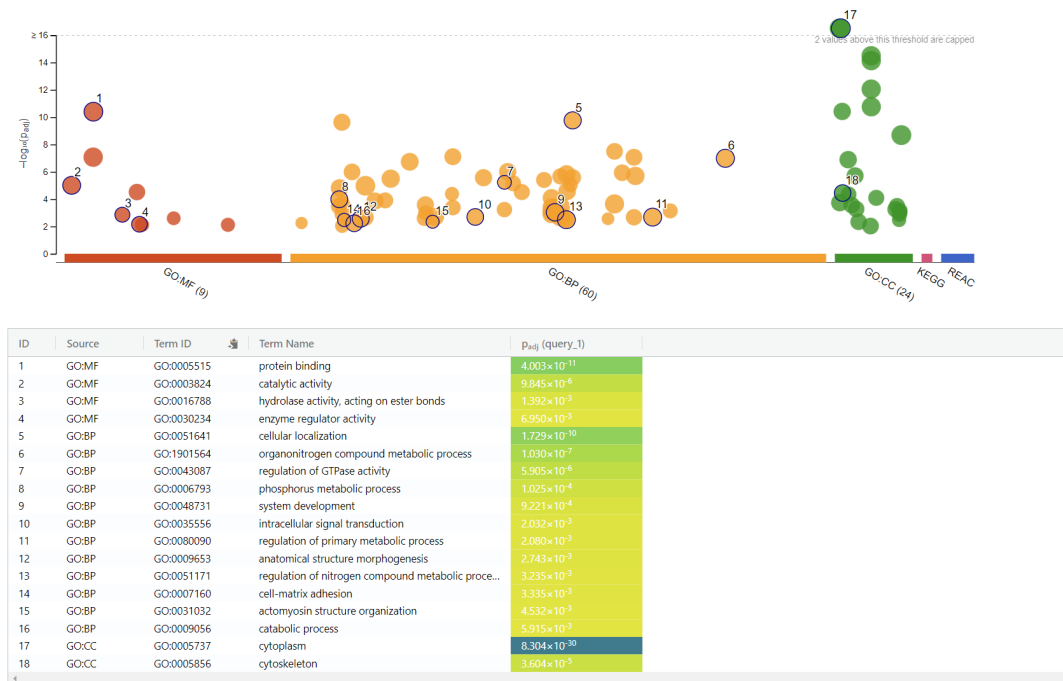 17
≥ 16
2 values above this threshold are capped
14
12
1
5
10
-log10(padj)
8
6
7
6
2
8
18
4
3
4
14
16
12
15
10
9
13
11
2
0
GO:MF (9)
GO:BP (60)
GO:CC (24)
KEGG
REAC
ID Source Term ID Term Name padj (query_1)
1 GO:MF GO:0005515 protein binding 4.003×10⁻¹¹
2 GO:MF GO:0003824 catalytic activity 9.845×10⁻⁶
3 GO:MF GO:0016788 hydrolase activity, acting on ester bonds 1.392×10⁻³
4 GO:MF GO:0030234 enzyme regulator activity 6.950×10⁻³
5 GO:BP GO:0051641 cellular localization 1.729×10⁻¹⁰
6 GO:BP GO:1901564 organonitrogen compound metabolic process 1.030×10⁻⁷
7 GO:BP GO:0043087 regulation of GTPase activity 5.905×10⁻⁶
8 GO:BP GO:0006793 phosphorus metabolic process 1.025×10⁻⁴
9 GO:BP GO:0048731 system development 9.221×10⁻⁴
10 GO:BP GO:0035556 intracellular signal transduction 2.032×10⁻³
11 GO:BP GO:0080090 regulation of primary metabolic process 2.080×10⁻³
12 GO:BP GO:0009653 anatomical structure morphogenesis 2.743×10⁻³
13 GO:BP GO:0051171 regulation of nitrogen compound metabolic proce... 3.235×10⁻³
14 GO:BP GO:0007160 cell-matrix adhesion 3.335×10⁻³
15 GO:BP GO:0031032 actomyosin structure organization 4.532×10⁻³
16 GO:BP GO:0009056 catabolic process 5.915×10⁻³
17 GO:CC GO:0005737 cytoplasm 8.304×10⁻³⁰
18 GO:CC GO:0005856 cytoskeleton 3.604×10⁻⁵